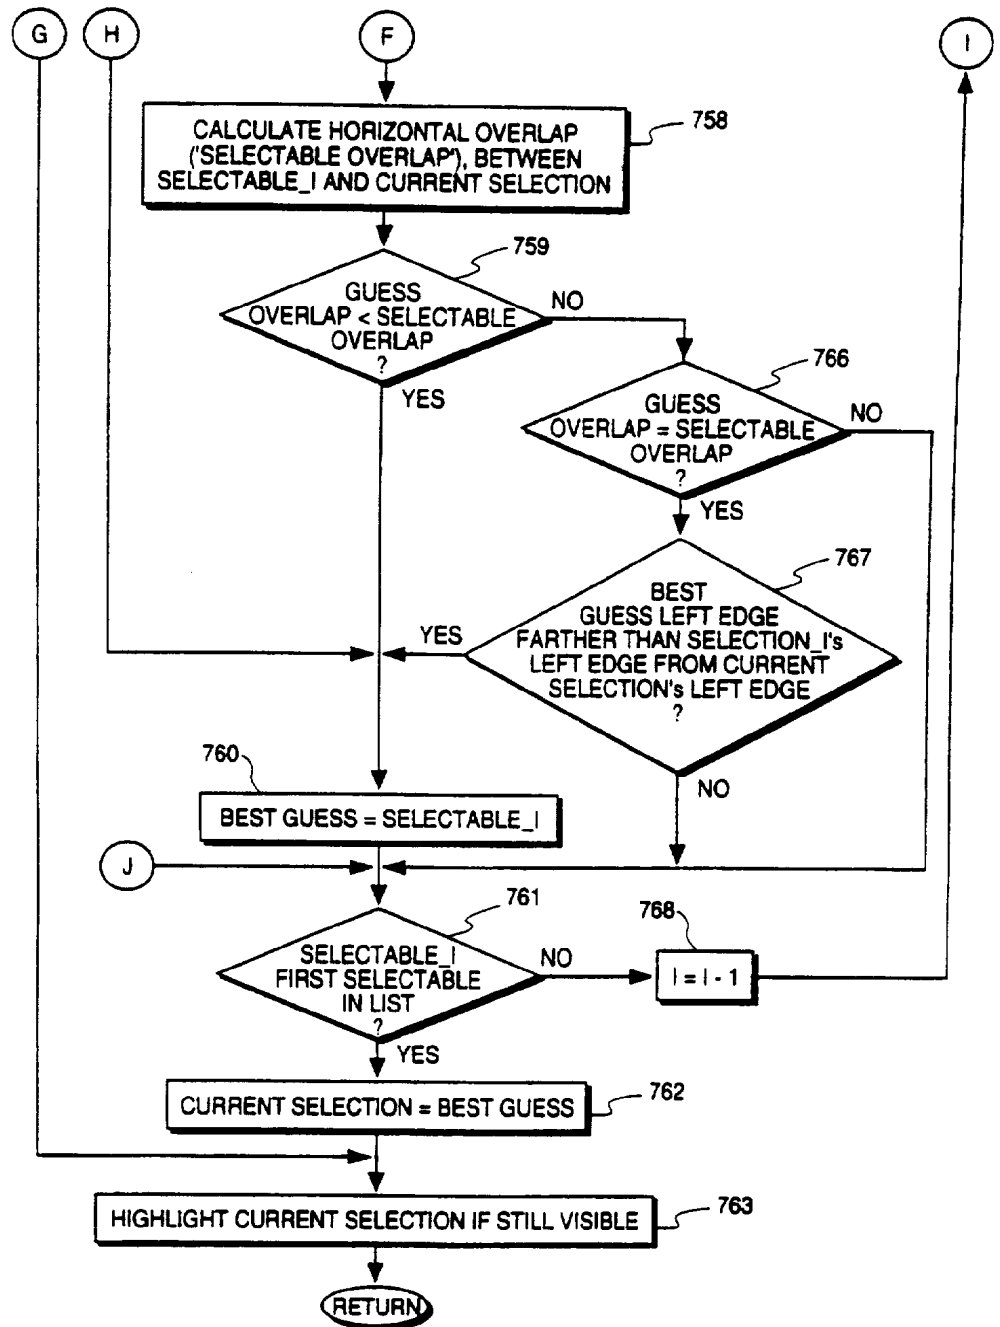 G
H
F
I
CALCULATE HORIZONTAL OVERLAP
('SELECTABLE OVERLAP'), BETWEEN
SELECTABLE_I AND CURRENT SELECTION
758
759
GUESS
OVERLAP < SELECTABLE
OVERLAP
?
NO
YES
766
GUESS
OVERLAP = SELECTABLE
OVERLAP
?
NO
YES
767
BEST
GUESS LEFT EDGE
FARTHER THAN SELECTION_I's
LEFT EDGE FROM CURRENT
SELECTION's LEFT EDGE
?
YES
NO
760
BEST GUESS = SELECTABLE_I
J
761
SELECTABLE_I
FIRST SELECTABLE
IN LIST
?
NO
YES
768
I = I - 1
CURRENT SELECTION = BEST GUESS
762
HIGHLIGHT CURRENT SELECTION IF STILL VISIBLE
763
RETURN